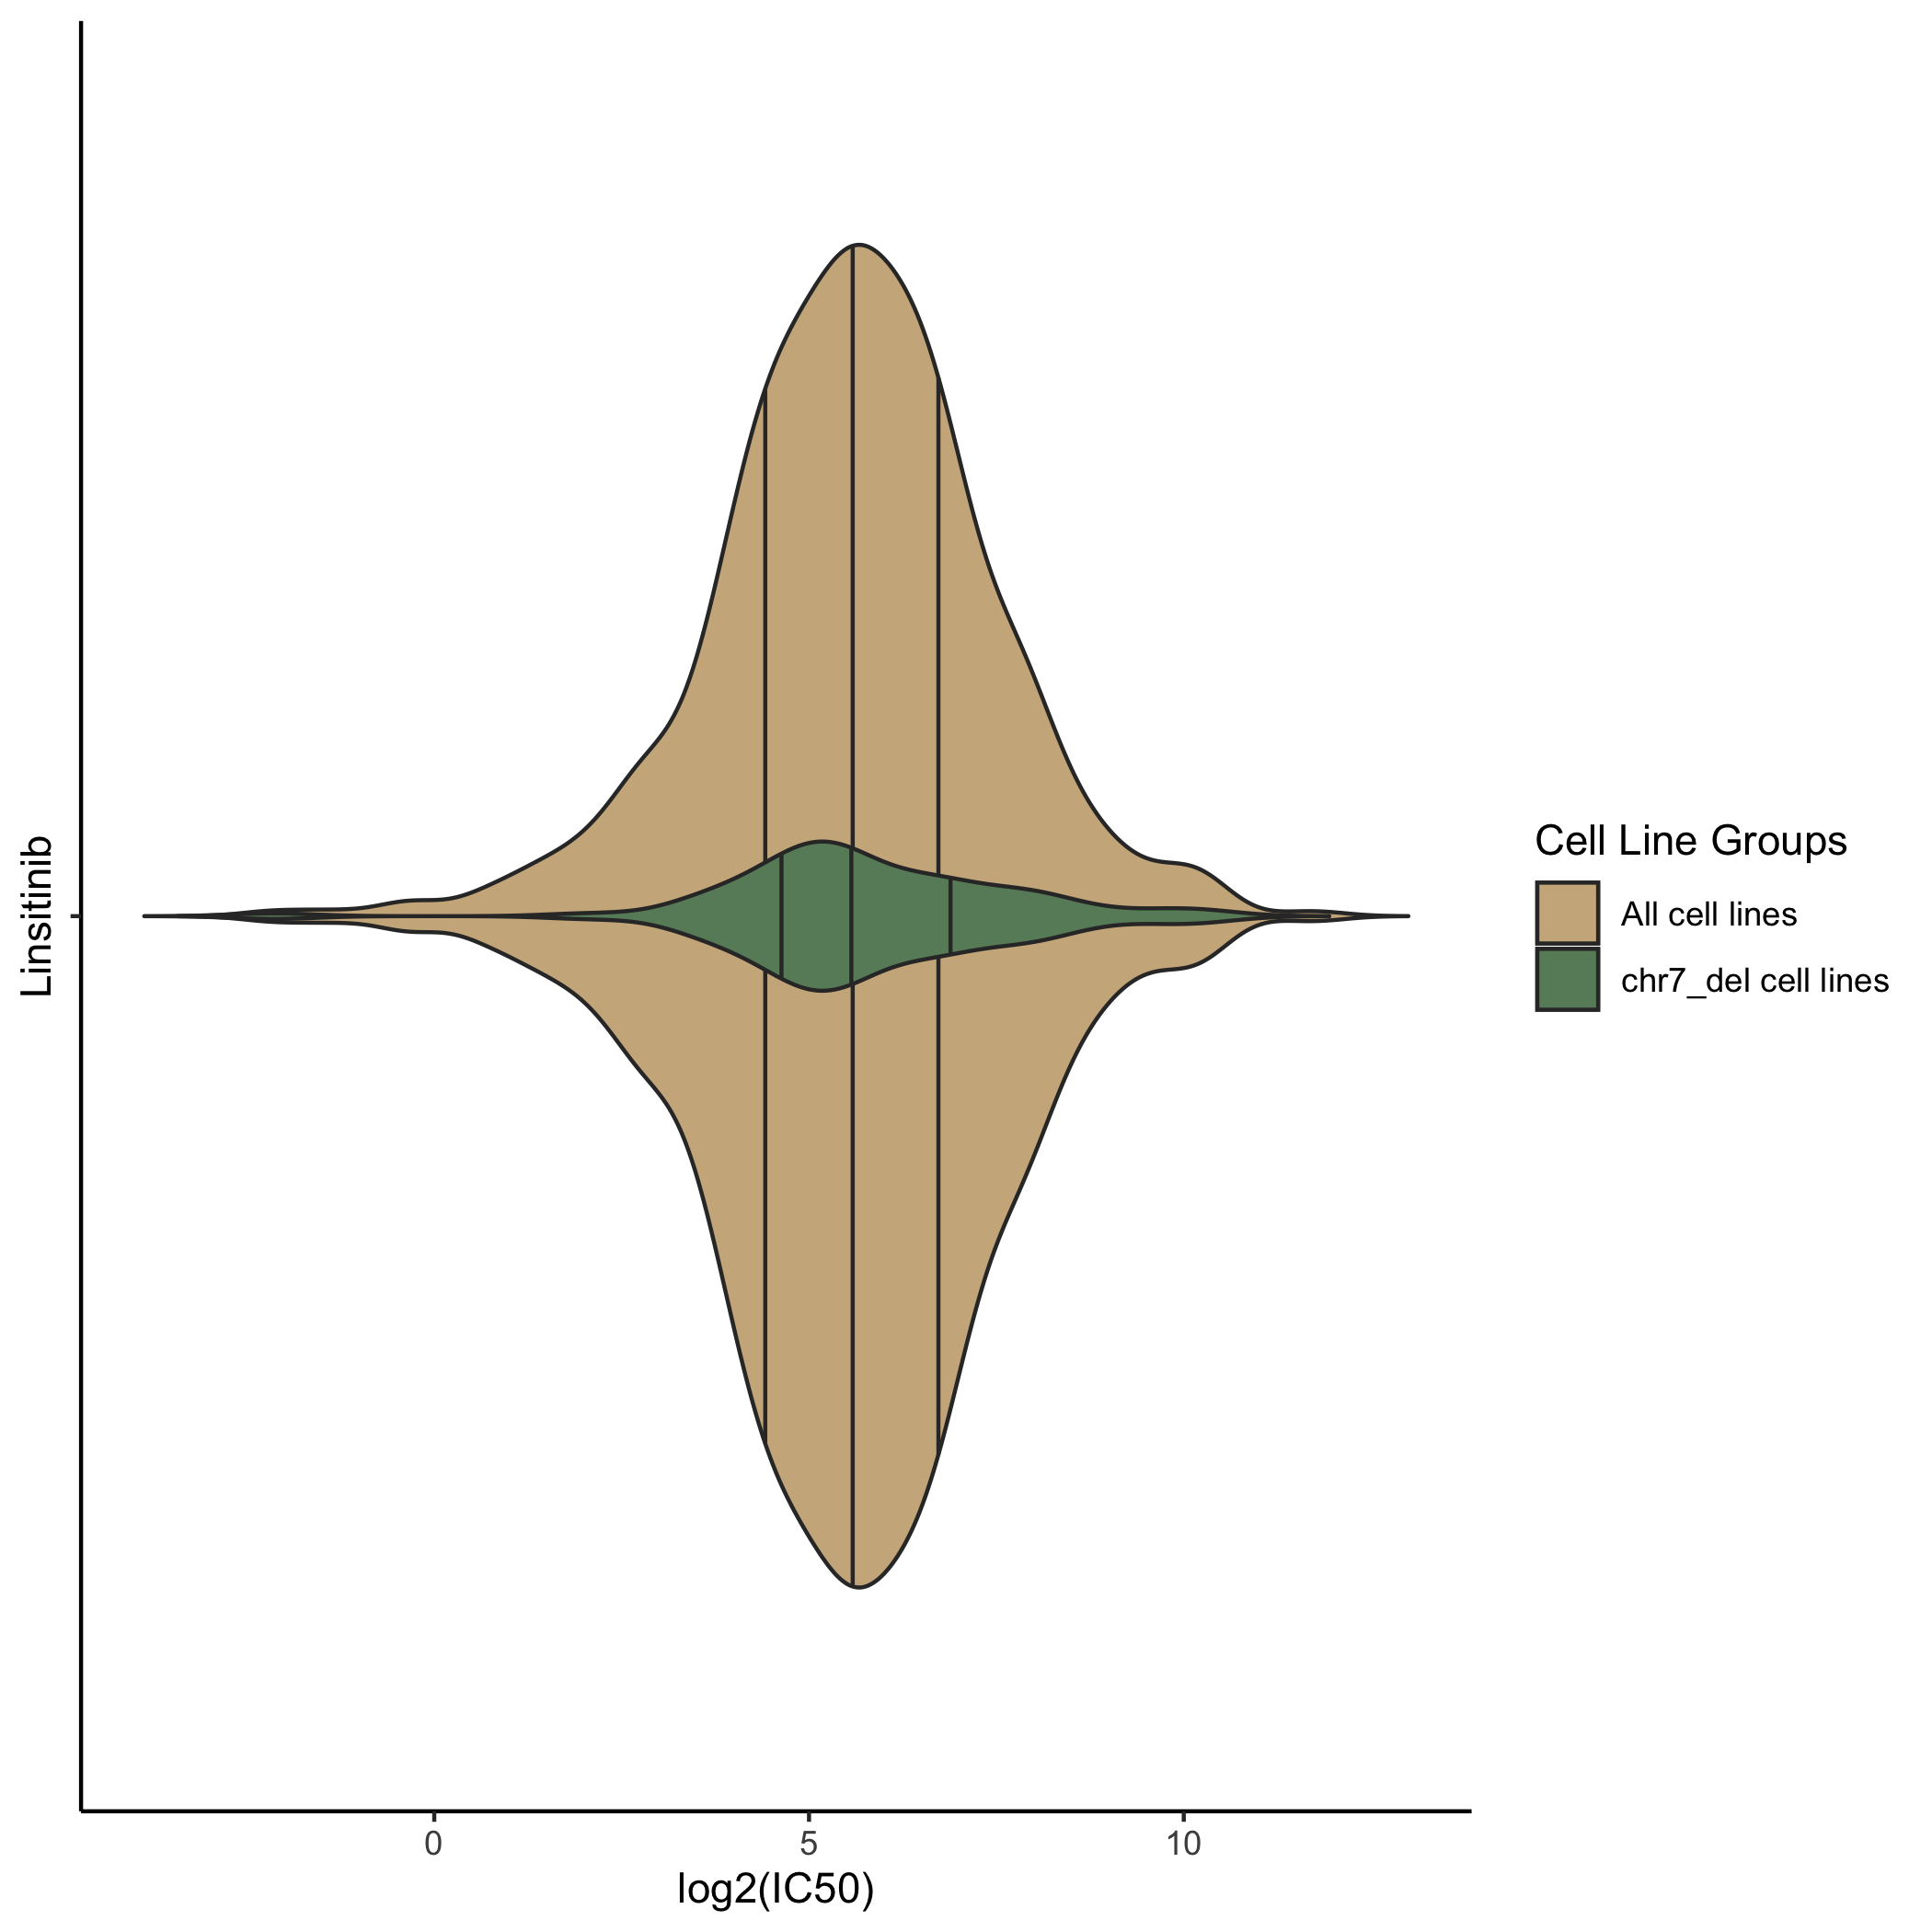 Linsitinib
0
5
10
log2(IC50)
Cell Line Groups
All cell lines
chr7_del cell lines